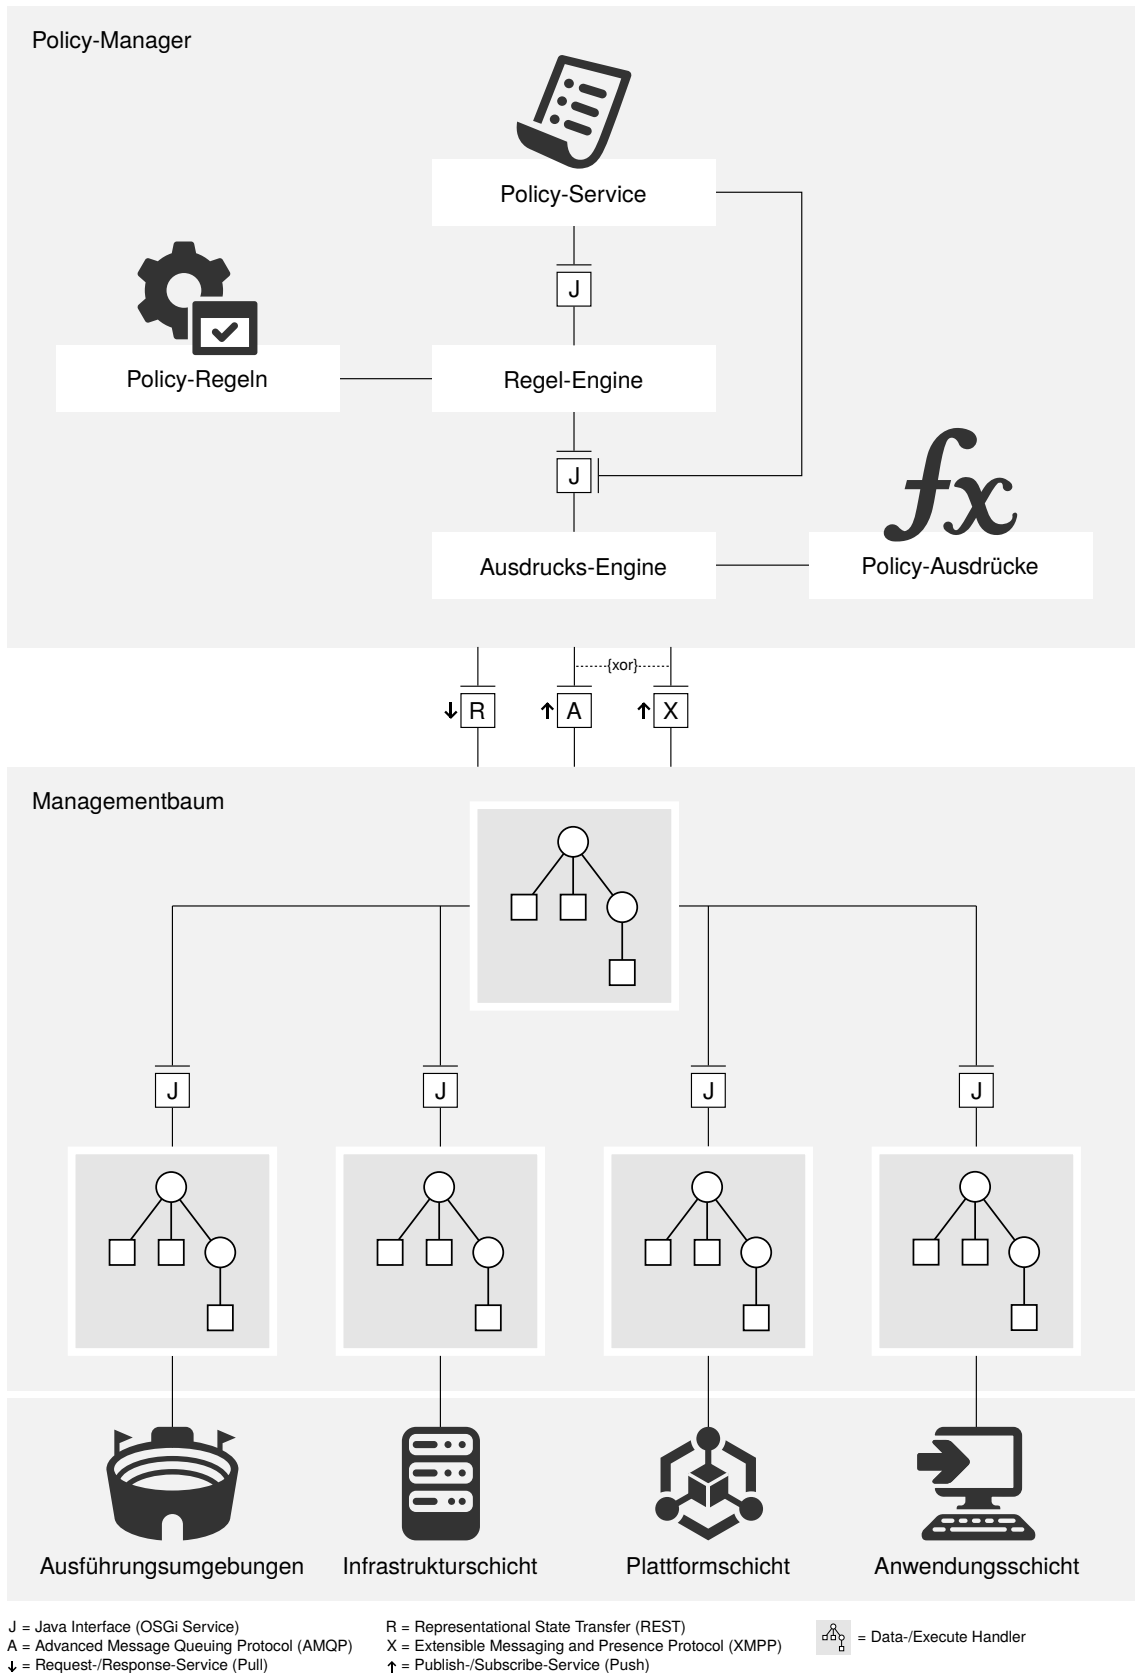 Policy-Manager
Policy-Service
J
Policy-Regeln
Regel-Engine
J
fx
Ausdrucks-Engine
Policy-Ausdrücke
{xor}
R
A
X
Managementbaum
J
J
J
J
Ausführungsumgebungen
Infrastrukturschicht
Plattformschicht
Anwendungsschicht
J = Java Interface (OSGi Service)
A = Advanced Message Queuing Protocol (AMQP)
↓ = Request-/Response-Service (Pull)
R = Representational State Transfer (REST)
X = Extensible Messaging and Presence Protocol (XMPP)
↑ = Publish-/Subscribe-Service (Push)
= Data-/Execute Handler